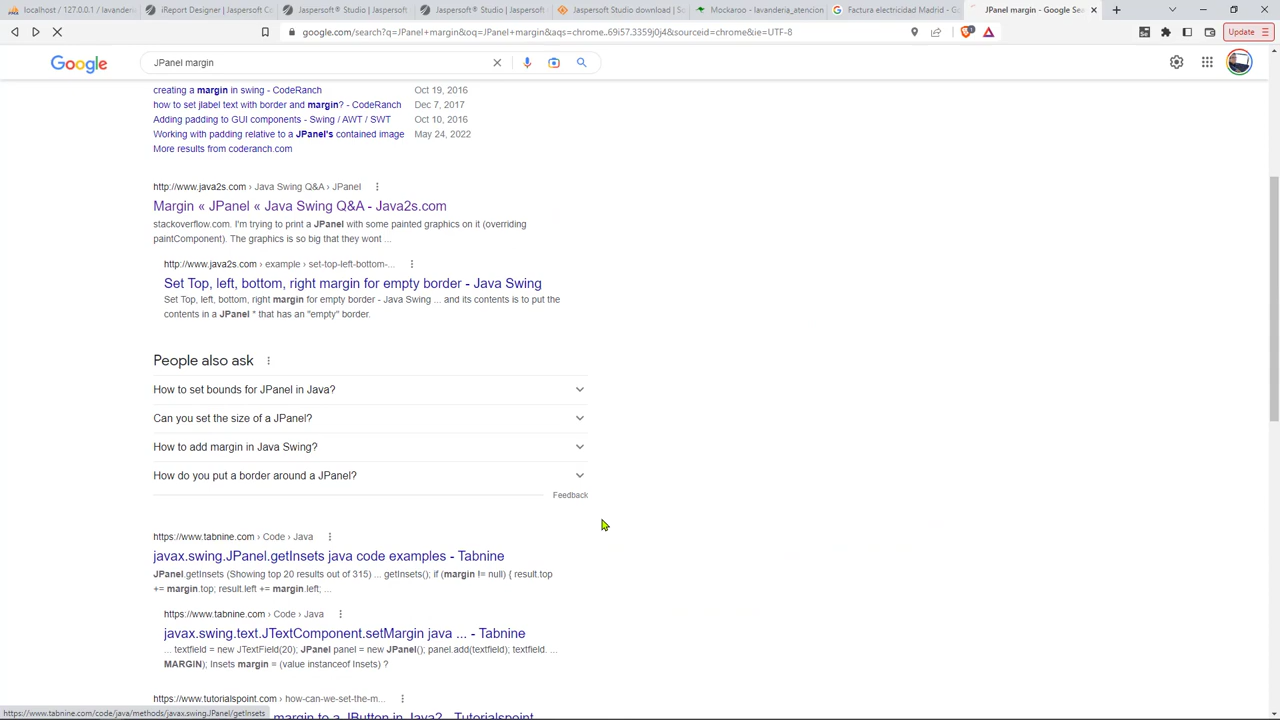 localhost / 127.0.0.1 / lavanderia
iReport Designer | Jaspersoft Co
Jaspersoft® Studio | Jaspersoft
Jaspersoft® Studio | Jaspersoft
Jaspersoft Studio download | So
Mockaroo - lavanderia_atencion
Factura electricidad Madrid - Go
JPanel margin - Google Sea
google.com/search?q=JPanel+margin&oq=JPanel+margin&aqs=chrome..69i57.3359j0j4&sourceid=chrome&ie=UTF-8
Update
Google
JPanel margin
creating a margin in swing - CodeRanch
Oct 19, 2016
how to set jlabel text with border and margin? - CodeRanch
Dec 7, 2017
Adding padding to GUI components - Swing / AWT / SWT
Oct 10, 2016
Working with padding relative to a JPanel's contained image
May 24, 2022
More results from coderanch.com
http://www.java2s.com › Java Swing Q&A › JPanel
Margin « JPanel « Java Swing Q&A - Java2s.com
stackoverflow.com. I'm trying to print a JPanel with some painted graphics on it (overriding
paintComponent). The graphics is so big that they wont ...
http://www.java2s.com › example › set-top-left-bottom-...
Set Top, left, bottom, right margin for empty border - Java Swing
Set Top, left, bottom, right margin for empty border - Java Swing ... and its contents is to put the
contents in a JPanel * that has an "empty" border.
People also ask
How to set bounds for JPanel in Java?
Can you set the size of a JPanel?
How to add margin in Java Swing?
How do you put a border around a JPanel?
Feedback
https://www.tabnine.com › Code › Java
javax.swing.JPanel.getInsets java code examples - Tabnine
JPanel.getInsets (Showing top 20 results out of 315) ... getInsets(); if (margin != null) { result.top
+= margin.top; result.left += margin.left; ...
https://www.tabnine.com › Code › Java
javax.swing.text.JTextComponent.setMargin java ... - Tabnine
... textfield = new JTextField(20); JPanel panel = new JPanel(); panel.add(textfield); textfield. ...
MARGIN); Insets margin = (value instanceof Insets) ?
https://www.tutorialspoint.com › how-can-we-set-the-m...
margin to a JButton in Java? - Tutorialspoint
https://www.tabnine.com/code/java/methods/javax.swing.JPanel/getInsets